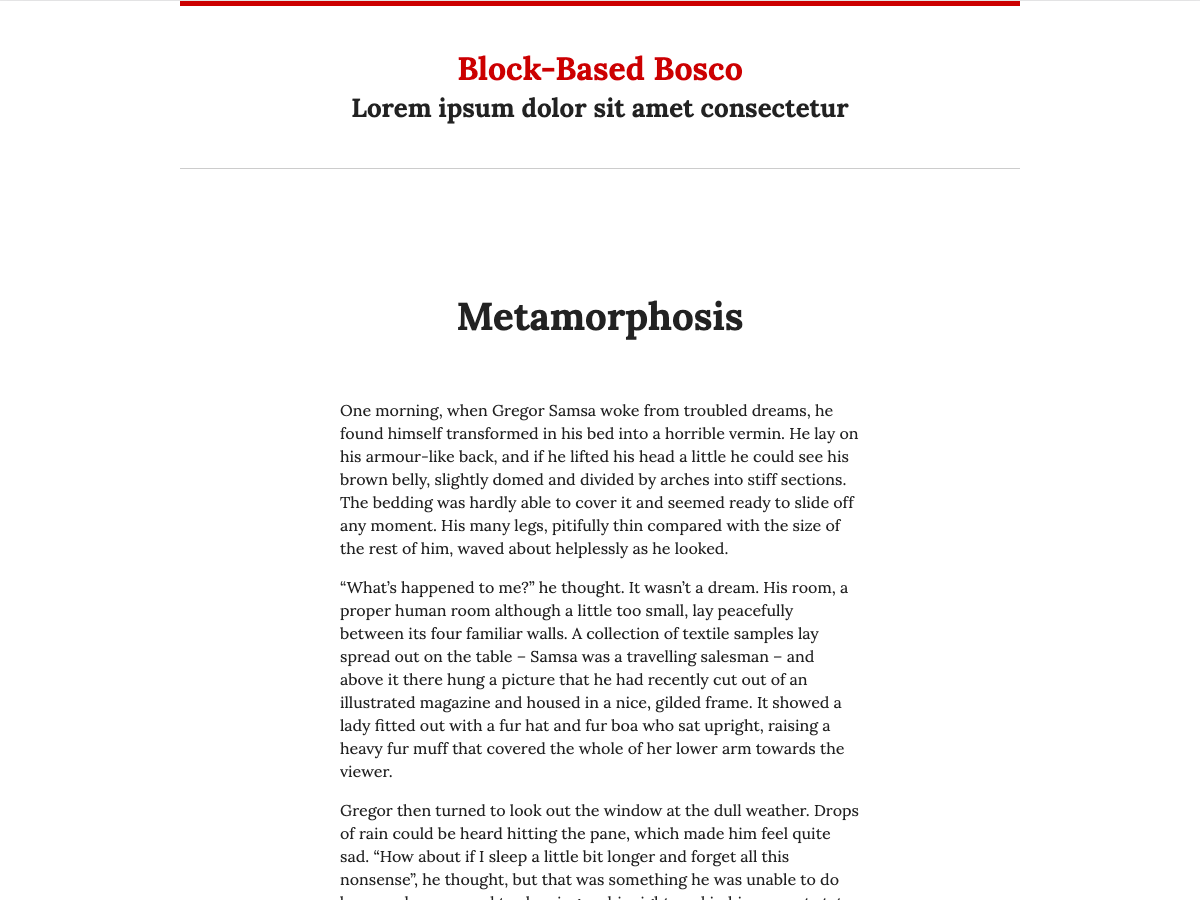 Block-Based Bosco
Lorem ipsum dolor sit amet consectetur
Metamorphosis
One morning, when Gregor Samsa woke from troubled dreams, he
found himself transformed in his bed into a horrible vermin. He lay on
his armour-like back, and if he lifted his head a little he could see his
brown belly, slightly domed and divided by arches into stiff sections.
The bedding was hardly able to cover it and seemed ready to slide off
any moment. His many legs, pitifully thin compared with the size of
the rest of him, waved about helplessly as he looked.
“What’s happened to me?” he thought. It wasn’t a dream. His room, a
proper human room although a little too small, lay peacefully
between its four familiar walls. A collection of textile samples lay
spread out on the table – Samsa was a travelling salesman – and
above it there hung a picture that he had recently cut out of an
illustrated magazine and housed in a nice, gilded frame. It showed a
lady fitted out with a fur hat and fur boa who sat upright, raising a
heavy fur muff that covered the whole of her lower arm towards the
viewer.
Gregor then turned to look out the window at the dull weather. Drops
of rain could be heard hitting the pane, which made him feel quite
sad. “How about if I sleep a little bit longer and forget all this
nonsense”, he thought, but that was something he was unable to do